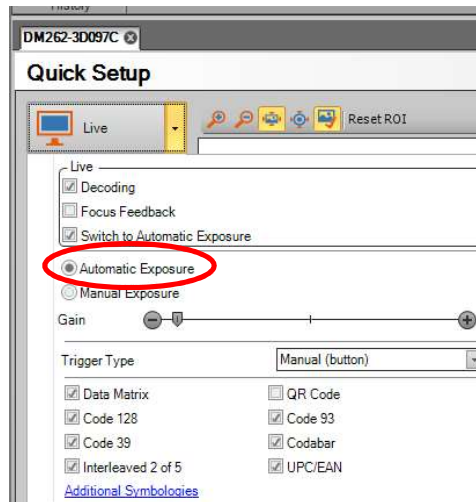 History
DM262-3D097C
Quick Setup
Live
Reset ROI
Live
Decoding
Focus Feedback
Switch to Automatic Exposure
Automatic Exposure
Manual Exposure
Gain
Trigger Type
Manual (button)
Data Matrix
QR Code
Code 128
Code 93
Code 39
Codabar
Interleaved 2 of 5
UPC/EAN
Additional Symbologies